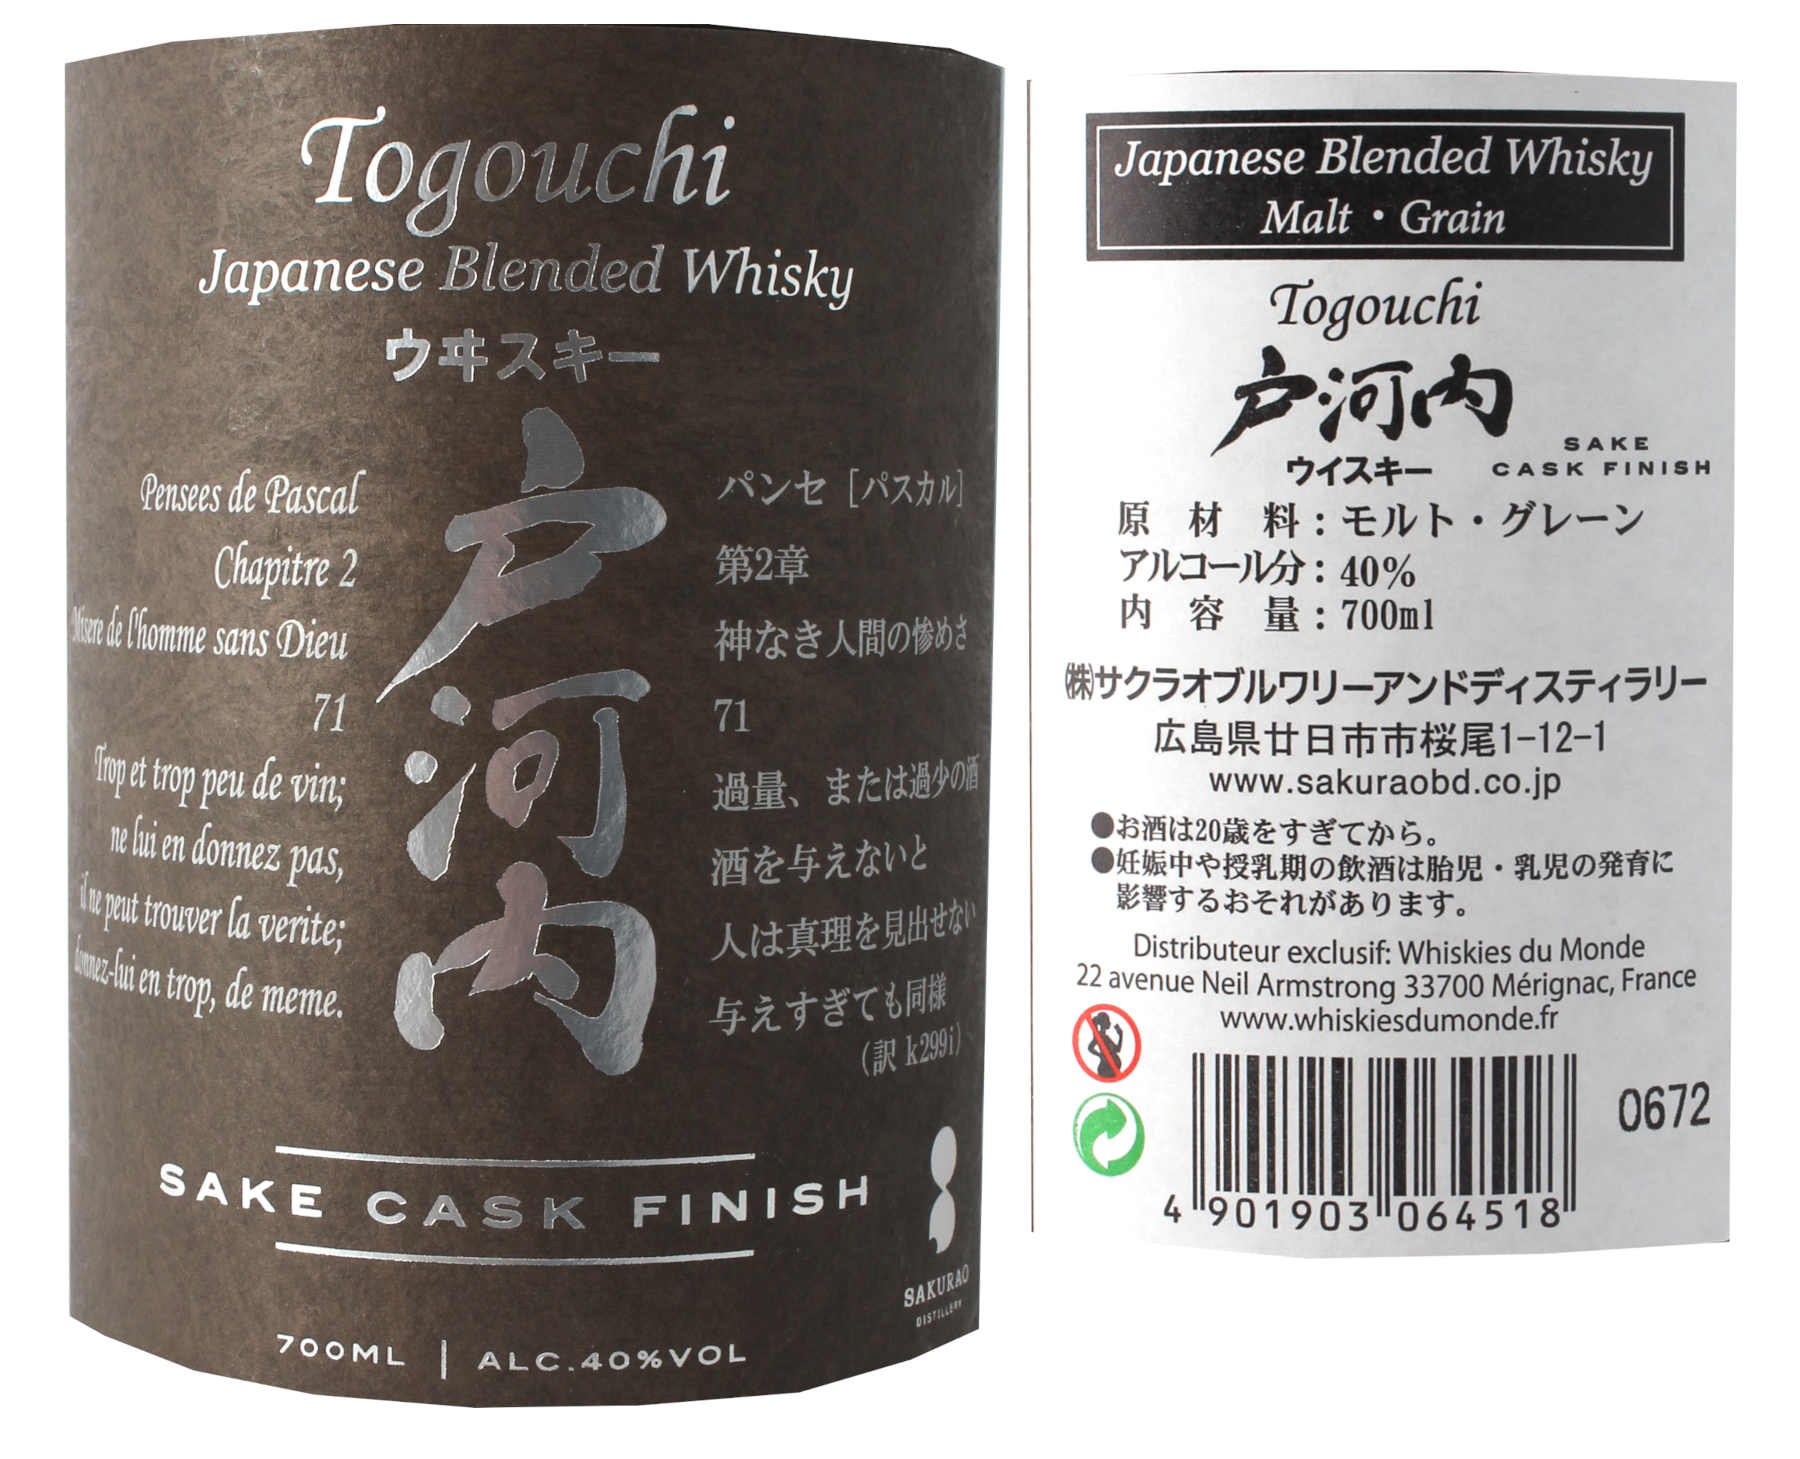 Togouchi
Japanese Blended Whisky
ウヰスキー
戸河内
Pensees de Pascal
Chapitre 2
Misere de l'homme sans Dieu
71
Trop et trop peu de vin;
ne lui en donnez pas,
il ne peut trouver la verite;
donnez-lui en trop, de meme.
パンセ [パスカル]
第2章
神なき人間の惨めさ
71
過量、または過少の酒
酒を与えないと
人は真理を見出せない
与えすぎても同様
(訳 k299i)
SAKE CASK FINISH
SAKURAO
DISTILLERY
700ML | ALC.40%VOL
Japanese Blended Whisky
Malt・Grain
Togouchi
戸河内
ウイスキー
SAKE
CASK FINISH
原材料:モルト・グレーン
アルコール分:40%
内容量:700ml
㈱サクラオブルワリーアンドディスティラリー
広島県廿日市市桜尾1-12-1
www.sakuraobd.co.jp
●お酒は20歳をすぎてから。
●妊娠中や授乳期の飲酒は胎児・乳児の発育に
影響するおそれがあります。
Distributeur exclusif: Whiskies du Monde
22 avenue Neil Armstrong 33700 Mérignac, France
www.whiskiesdumonde.fr
0672
4 901903 064518